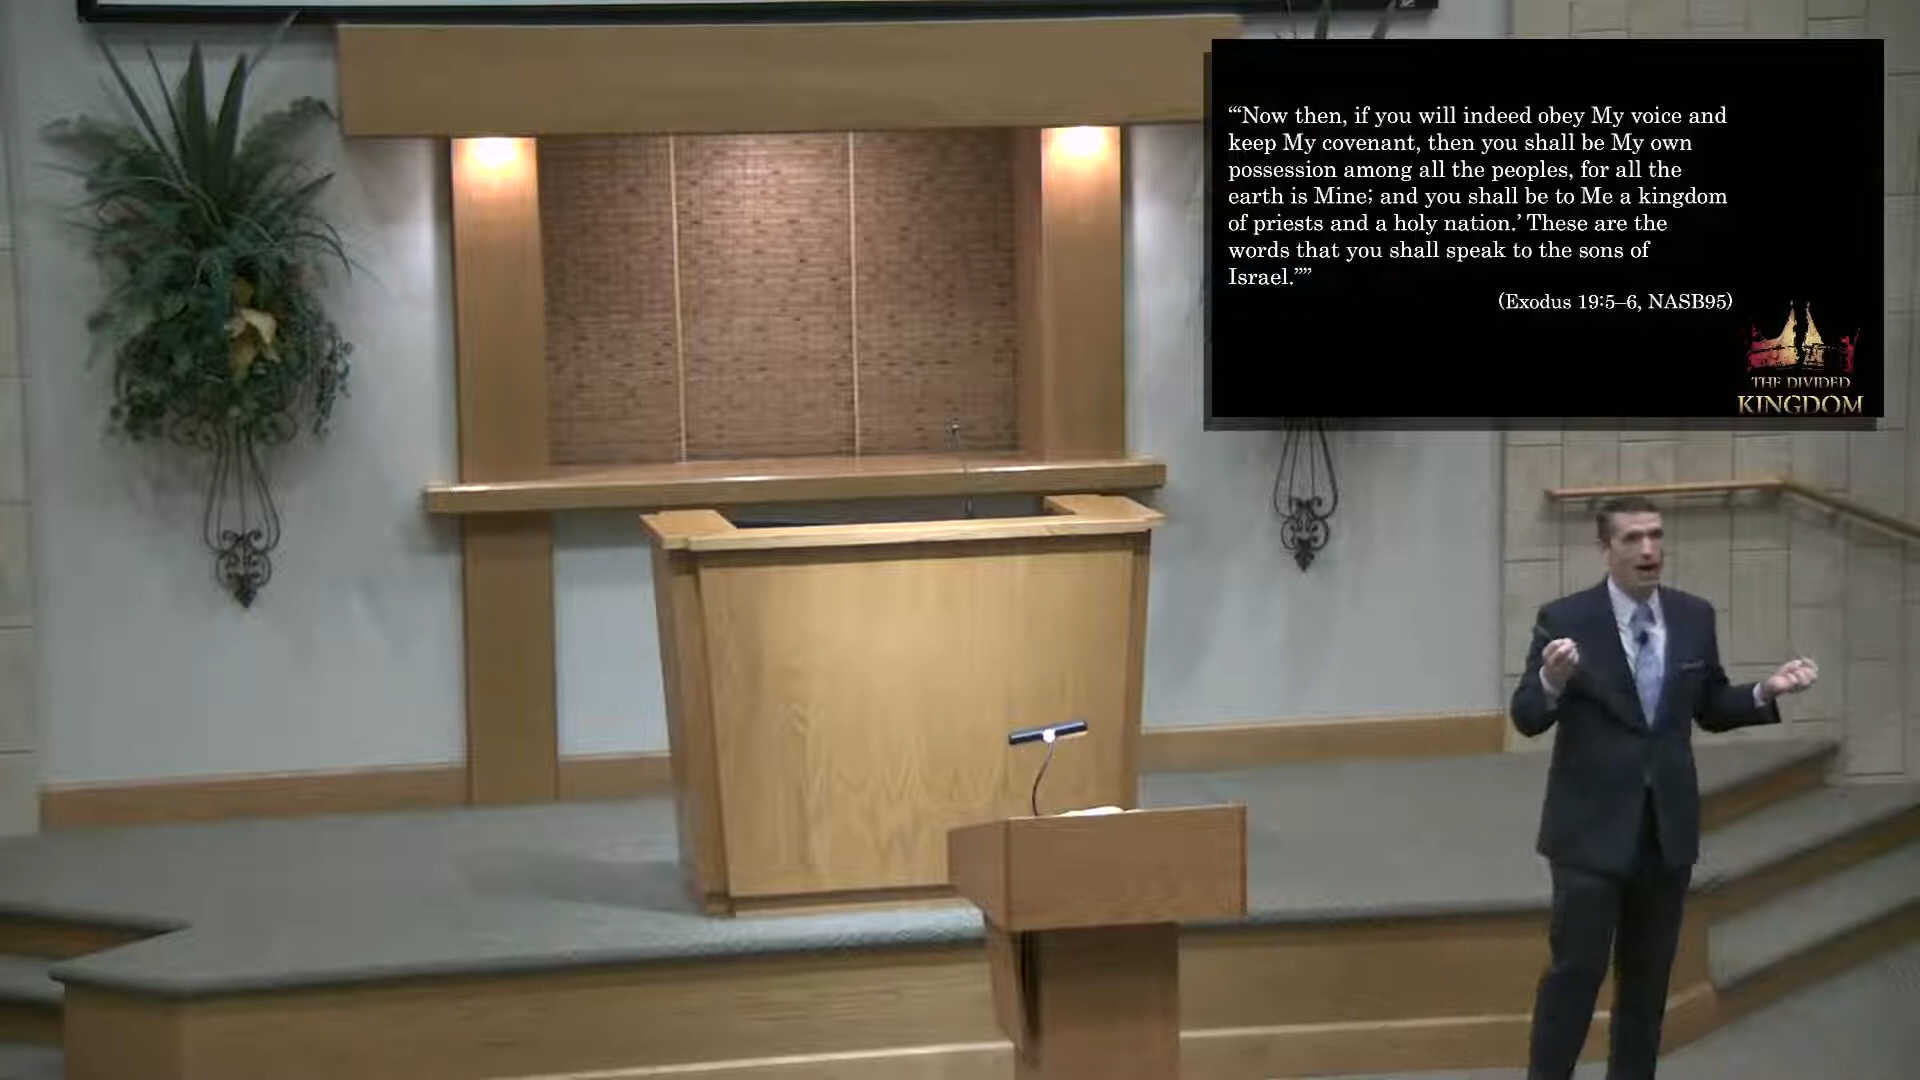 “‘Now then, if you will indeed obey My voice and
keep My covenant, then you shall be My own
possession among all the peoples, for all the
earth is Mine; and you shall be to Me a kingdom
of priests and a holy nation.’ These are the
words that you shall speak to the sons of
Israel.””
(Exodus 19:5–6, NASB95)
THE DIVIDED
KINGDOM